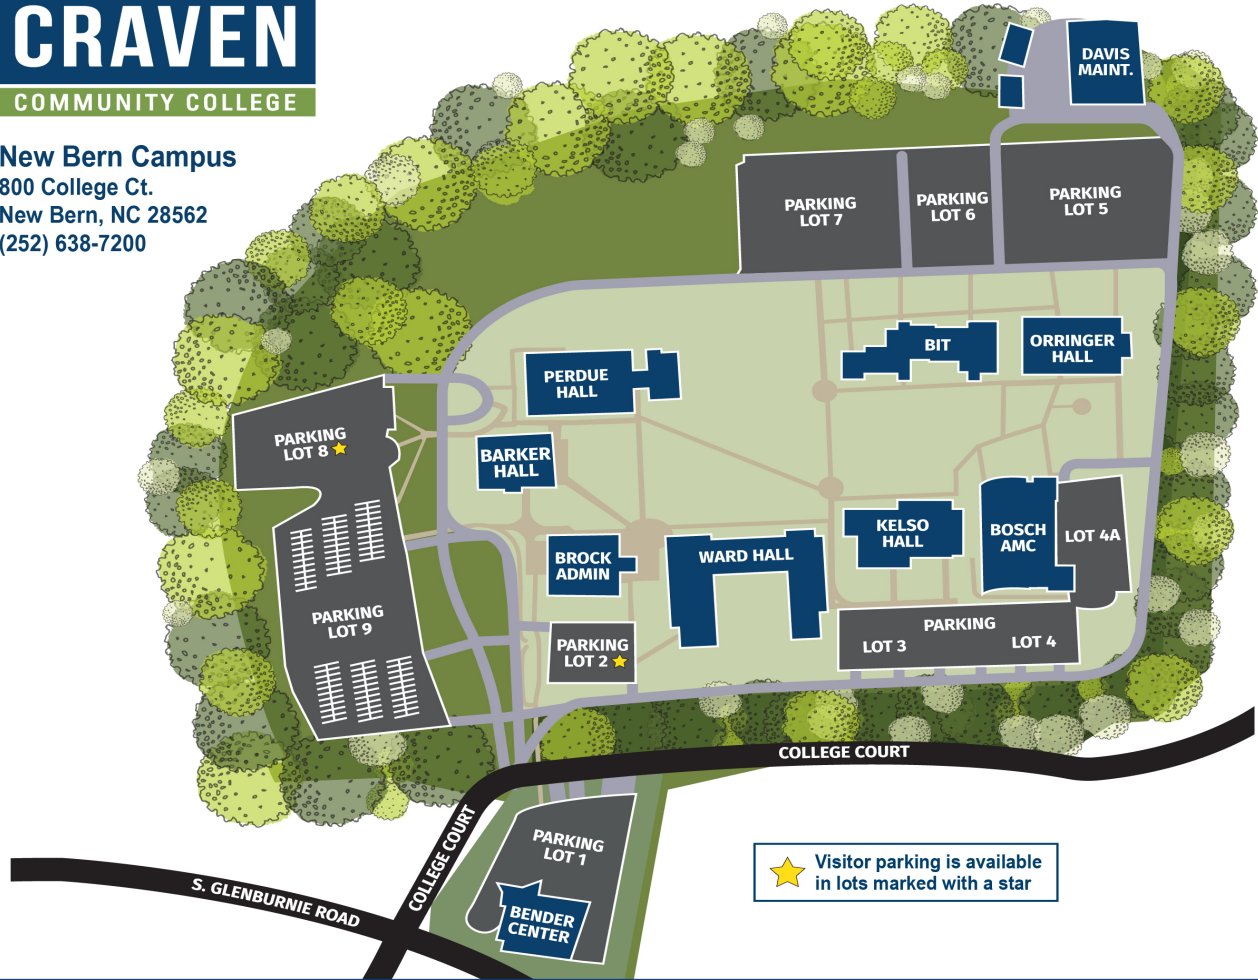 CRAVEN
COMMUNITY COLLEGE
New Bern Campus
800 College Ct.
New Bern, NC 28562
(252) 638-7200
DAVIS
MAINT.
PARKING
LOT 7
PARKING
LOT 6
PARKING
LOT 5
BIT
ORRINGER
HALL
PERDUE
HALL
PARKING
LOT 8
BARKER
HALL
KELSO
HALL
BOSCH
AMC
LOT 4A
BROCK
ADMIN
WARD HALL
PARKING
LOT 9
PARKING
LOT 2
PARKING
LOT 3
LOT 4
COLLEGE COURT
COLLEGE COURT
PARKING
LOT 1
S. GLENBURNIE ROAD
BENDER
CENTER
Visitor parking is available
in lots marked with a star